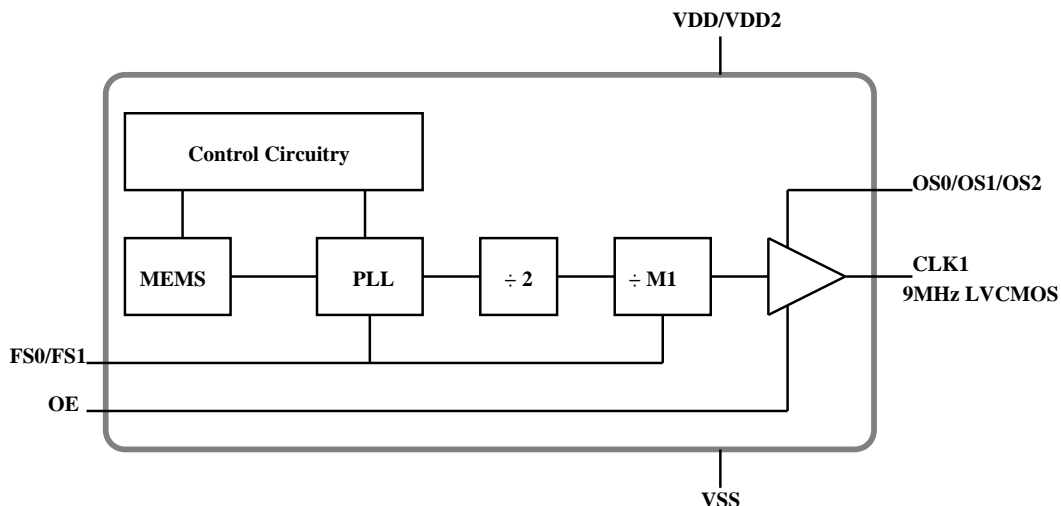 VDD/VDD2
Control Circuitry
OS0/OS1/OS2
MEMS
PLL
÷ 2
÷ M1
CLK1
9MHz LVCMOS
FS0/FS1
OE
VSS